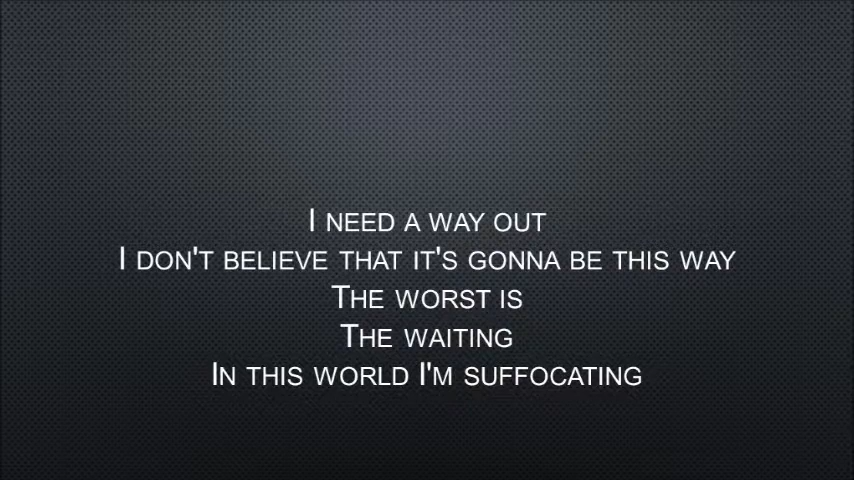 I need a way out
I don't believe that it's gonna be this way
The worst is
The waiting
In this world I'm suffocating